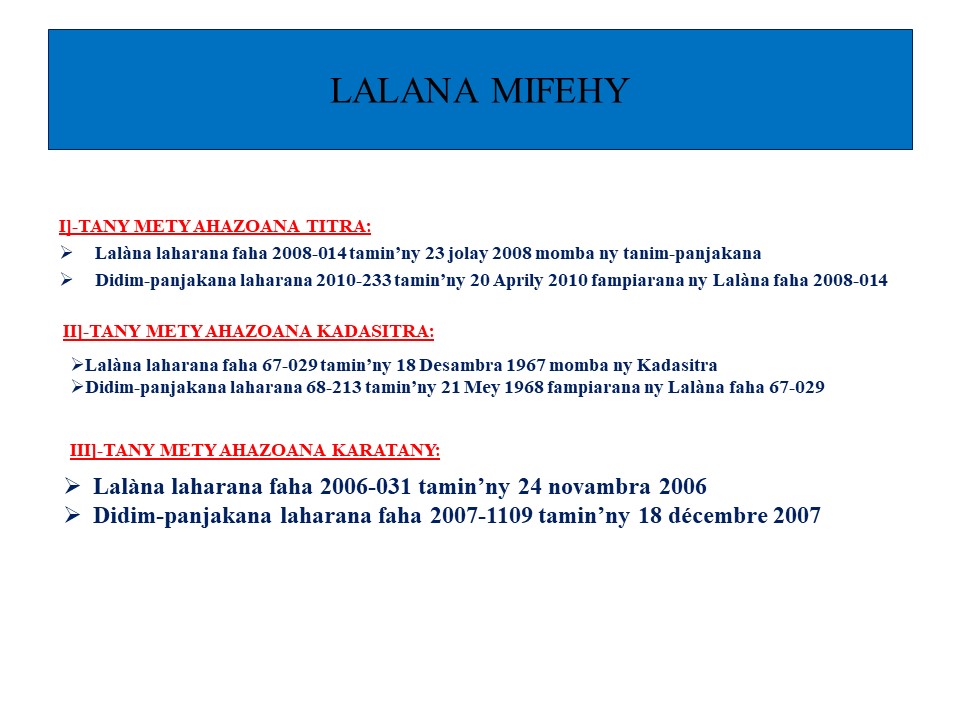 LALANA MIFEHY
I]-TANY METY AHAZOANA TITRA:
➢ Lalàna laharana faha 2008-014 tamin’ny 23 jolay 2008 momba ny tanim-panjakana
➢ Didim-panjakana laharana 2010-233 tamin’ny 20 Aprily 2010 fampiarana ny Lalàna faha 2008-014
II]-TANY METY AHAZOANA KADASITRA:
➢Lalàna laharana faha 67-029 tamin’ny 18 Desambra 1967 momba ny Kadasitra
➢Didim-panjakana laharana 68-213 tamin’ny 21 Mey 1968 fampiarana ny Lalàna faha 67-029
III]-TANY METY AHAZOANA KARATANY:
➢ Lalàna laharana faha 2006-031 tamin’ny 24 novambra 2006
➢ Didim-panjakana laharana faha 2007-1109 tamin’ny 18 décembre 2007